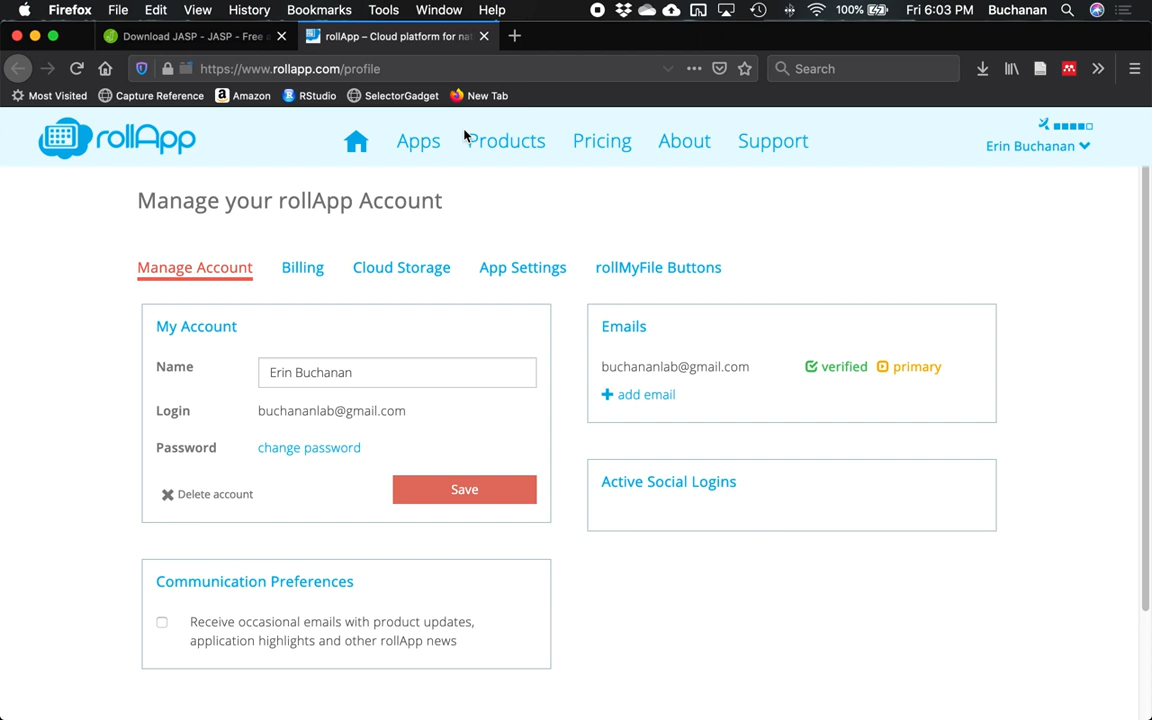 Firefox File Edit View History Bookmarks Tools Window Help 100% Fri 6:03 PM Buchanan
Download JASP - JASP - Free a rollApp – Cloud platform for nat
https://www.rollapp.com/profile Search
Most Visited Capture Reference Amazon RStudio SelectorGadget New Tab
rollApp Apps Products Pricing About Support Erin Buchanan
Manage your rollApp Account
Manage Account Billing Cloud Storage App Settings rollMyFile Buttons
My Account
Name Erin Buchanan
Login buchananlab@gmail.com
Password change password
Delete account Save
Emails
buchananlab@gmail.com verified primary
add email
Active Social Logins
Communication Preferences
Receive occasional emails with product updates,
application highlights and other rollApp news